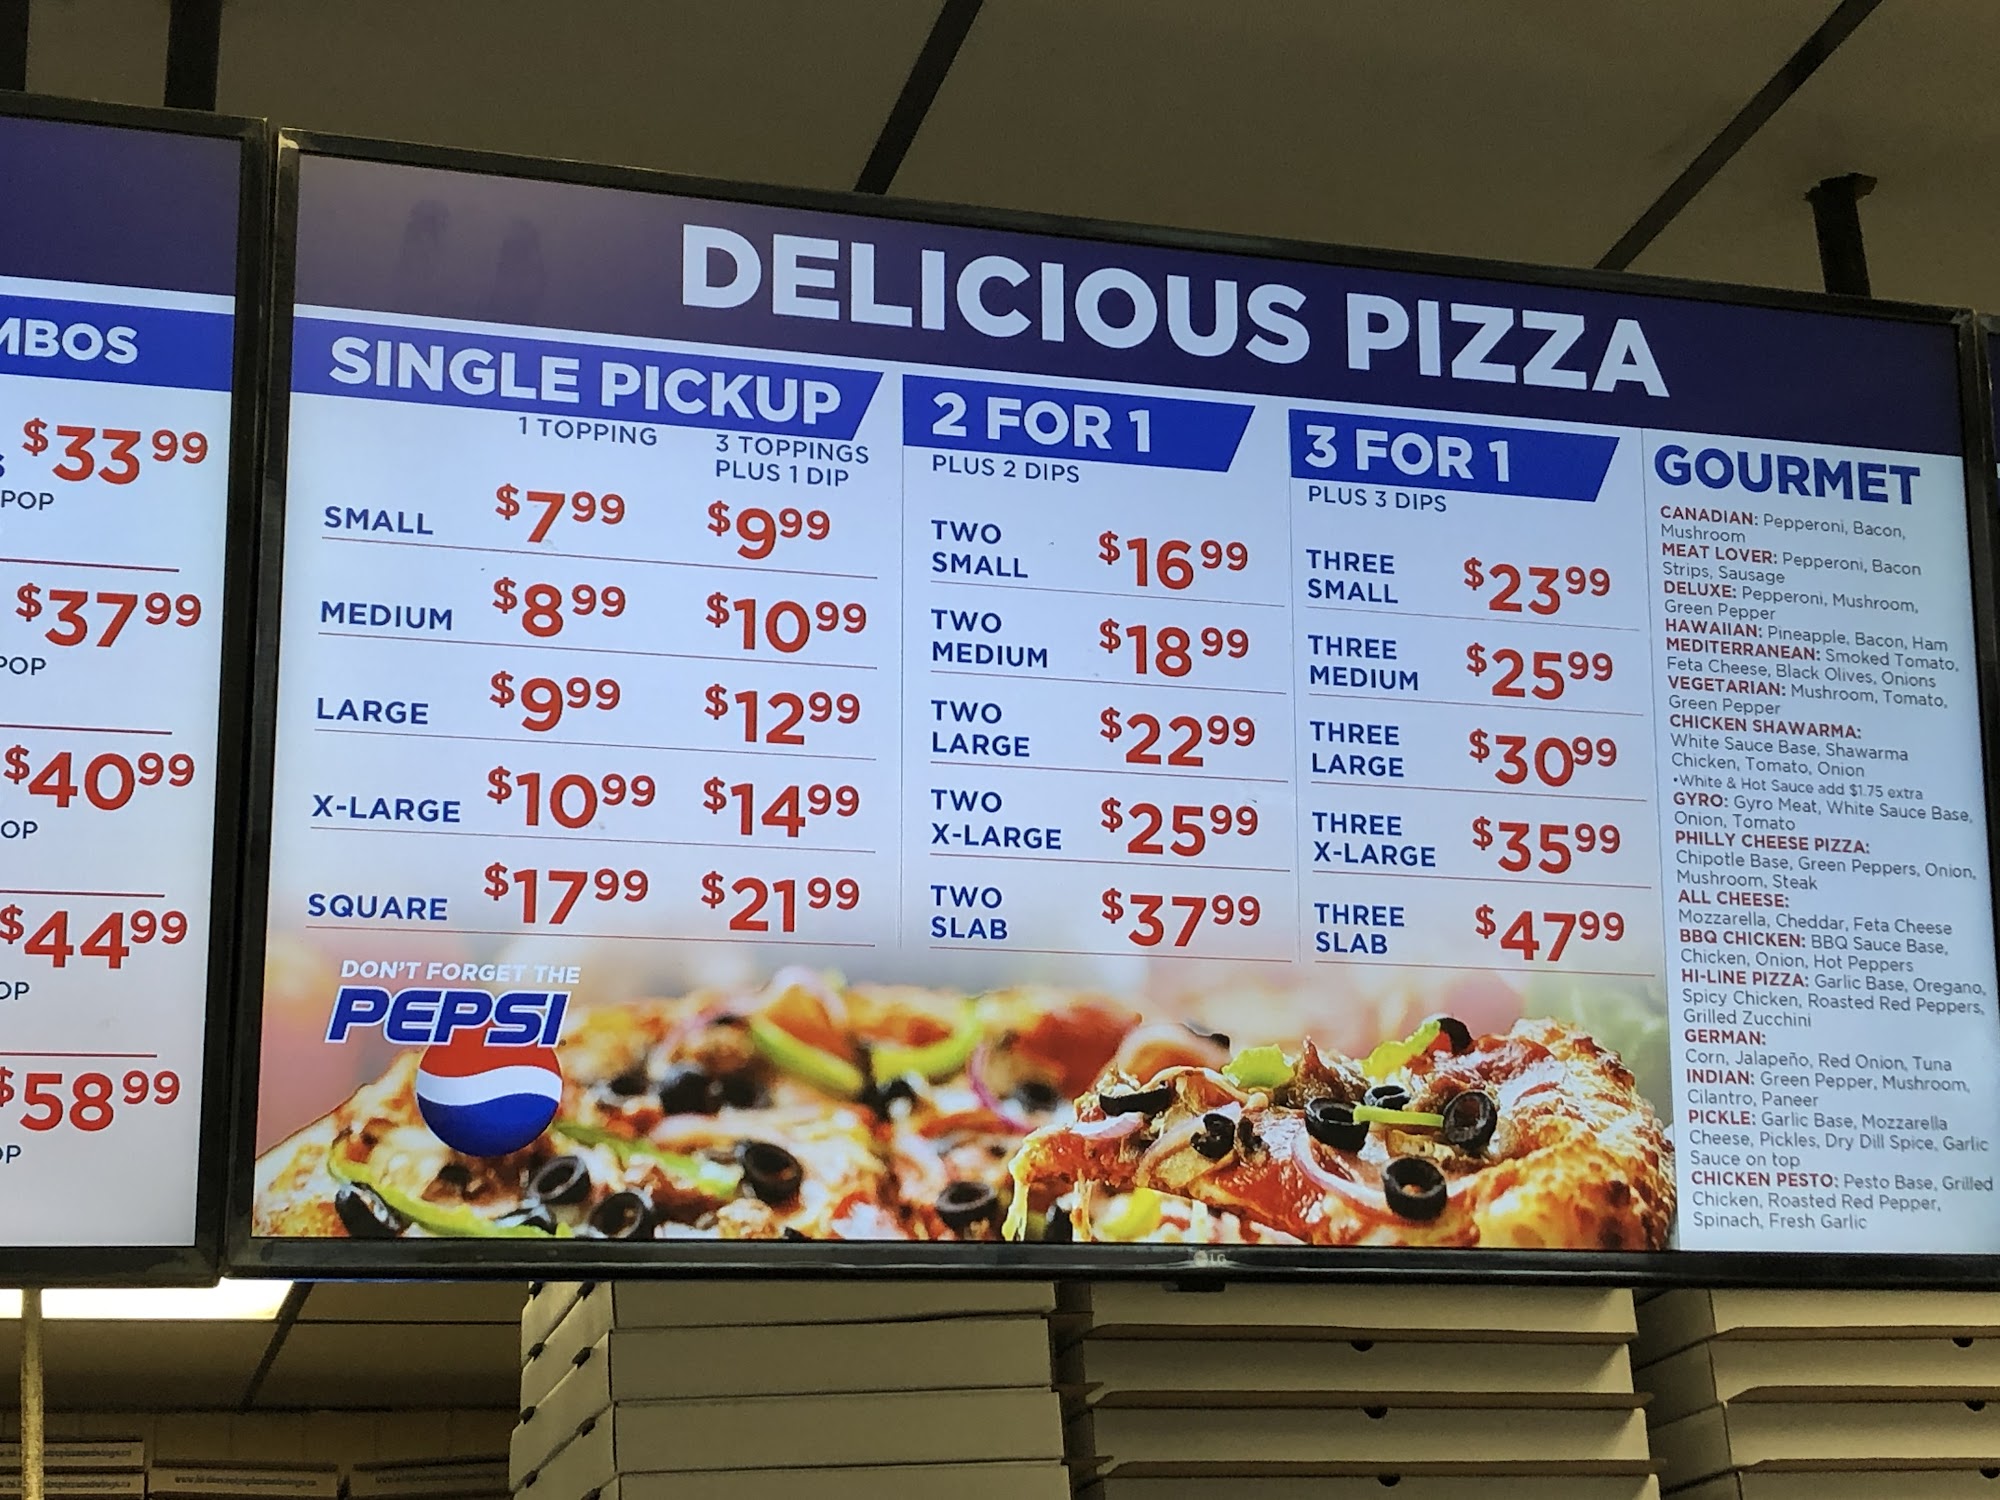 MBOS
$33.99
POP
$37.99
POP
$40.99
OP
$44.99
OP
$58.99
OP
DELICIOUS PIZZA
SINGLE PICKUP
1 TOPPING
3 TOPPINGS
PLUS 1 DIP
SMALL $7.99 $9.99
MEDIUM $8.99 $10.99
LARGE $9.99 $12.99
X-LARGE $10.99 $14.99
SQUARE $17.99 $21.99
DON'T FORGET THE
PEPSI
2 FOR 1
PLUS 2 DIPS
TWO
SMALL $16.99
TWO
MEDIUM $18.99
TWO
LARGE $22.99
TWO
X-LARGE $25.99
TWO
SLAB $37.99
3 FOR 1
PLUS 3 DIPS
THREE
SMALL $23.99
THREE
MEDIUM $25.99
THREE
LARGE $30.99
THREE
X-LARGE $35.99
THREE
SLAB $47.99
GOURMET
CANADIAN: Pepperoni, Bacon,
Mushroom
MEAT LOVER: Pepperoni, Bacon
Strips, Sausage
DELUXE: Pepperoni, Mushroom,
Green Pepper
HAWAIIAN: Pineapple, Bacon, Ham
MEDITERRANEAN: Smoked Tomato,
Feta Cheese, Black Olives, Onions
VEGETARIAN: Mushroom, Tomato,
Green Pepper
CHICKEN SHAWARMA:
White Sauce Base, Shawarma
Chicken, Tomato, Onion
•White & Hot Sauce add $1.75 extra
GYRO: Gyro Meat, White Sauce Base,
Onion, Tomato
PHILLY CHEESE PIZZA:
Chipotle Base, Green Peppers, Onion,
Mushroom, Steak
ALL CHEESE:
Mozzarella, Cheddar, Feta Cheese
BBQ CHICKEN: BBQ Sauce Base,
Chicken, Onion, Hot Peppers
HI-LINE PIZZA: Garlic Base, Oregano,
Spicy Chicken, Roasted Red Peppers,
Grilled Zucchini
GERMAN:
Corn, Jalapeño, Red Onion, Tuna
INDIAN: Green Pepper, Mushroom,
Cilantro, Paneer
PICKLE: Garlic Base, Mozzarella
Cheese, Pickles, Dry Dill Spice, Garlic
Sauce on top
CHICKEN PESTO: Pesto Base, Grilled
Chicken, Roasted Red Pepper,
Spinach, Fresh Garlic
LG